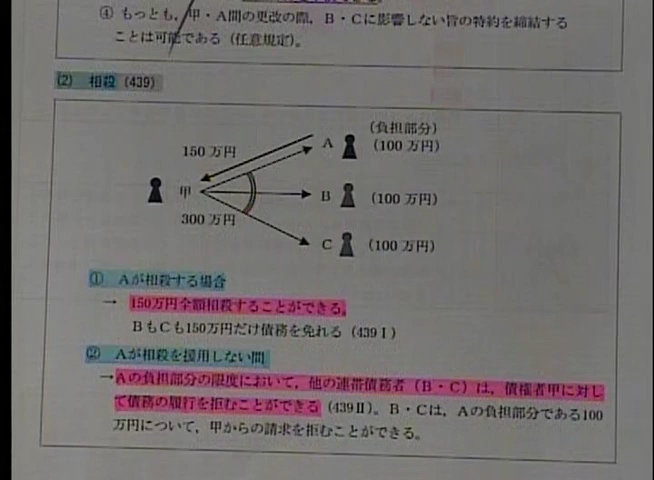 ④ もっとも，甲・A間の更改の際，B・Cに影響しない旨の特約を締結する
ことは可能である（任意規定）。
(2) 相殺（439）
（負担部分）
150万円
A
（100万円）
甲
B
（100万円）
300万円
C
（100万円）
① Aが相殺する場合
→ 150万円全額相殺することができる。
BもCも150万円だけ債務を免れる（439Ⅰ）
② Aが相殺を援用しない間
→Aの負担部分の限度において，他の連帯債務者（B・C）は，債権者甲に対し
て債務の履行を拒むことができる（439Ⅱ）。B・Cは，Aの負担部分である100
万円について，甲からの請求を拒むことができる。